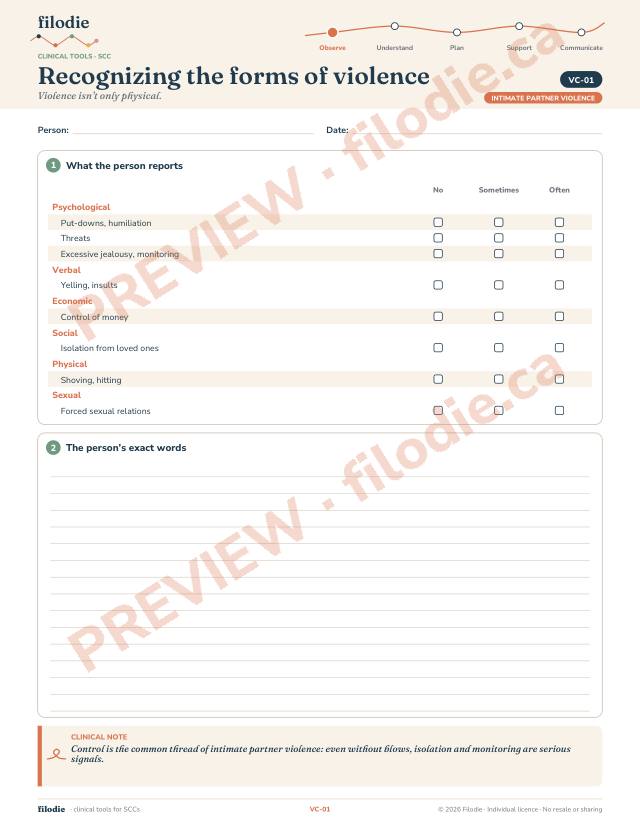 filodie
Observe Understand Plan Support Communicate
CLINICAL TOOLS · SCC
Recognizing the forms of violence
VC-01
Violence isn't only physical.
INTIMATE PARTNER VIOLENCE
Person: Date:
1 What the person reports
No Sometimes Often
Psychological
Put-downs, humiliation
Threats
Excessive jealousy, monitoring
Verbal
Yelling, insults
Economic
Control of money
Social
Isolation from loved ones
Physical
Shoving, hitting
Sexual
Forced sexual relations
2 The person's exact words
CLINICAL NOTE
Control is the common thread of intimate partner violence: even without blows, isolation and monitoring are serious
signals.
filodie · clinical tools for SCCs VC-01 © 2026 Filodie · Individual licence · No resale or sharing
PREVIEW · filodie.ca
PREVIEW · filodie.ca